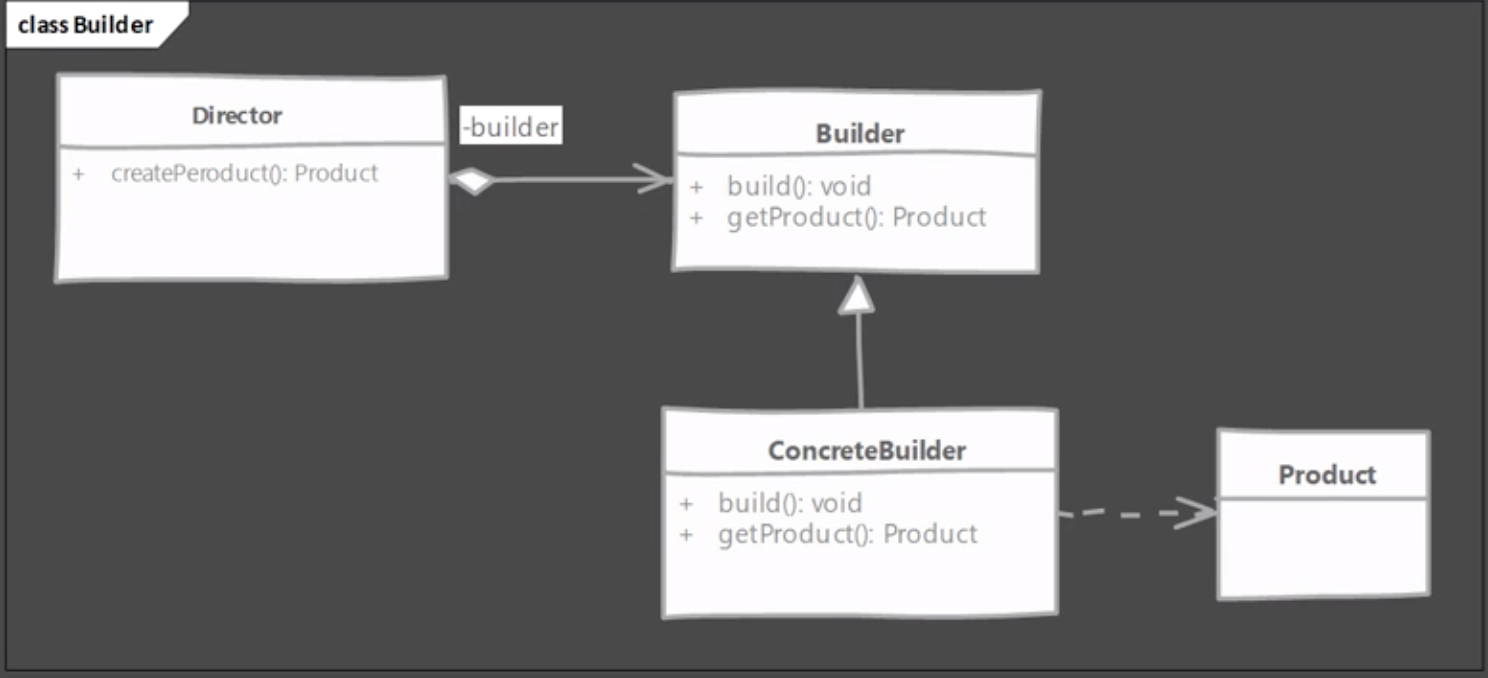 class Builder
Director
+ createPeroduct(): Product
-builder
Builder
+ build(): void
+ getProduct(): Product
ConcreteBuilder
+ build(): void
+ getProduct(): Product
Product